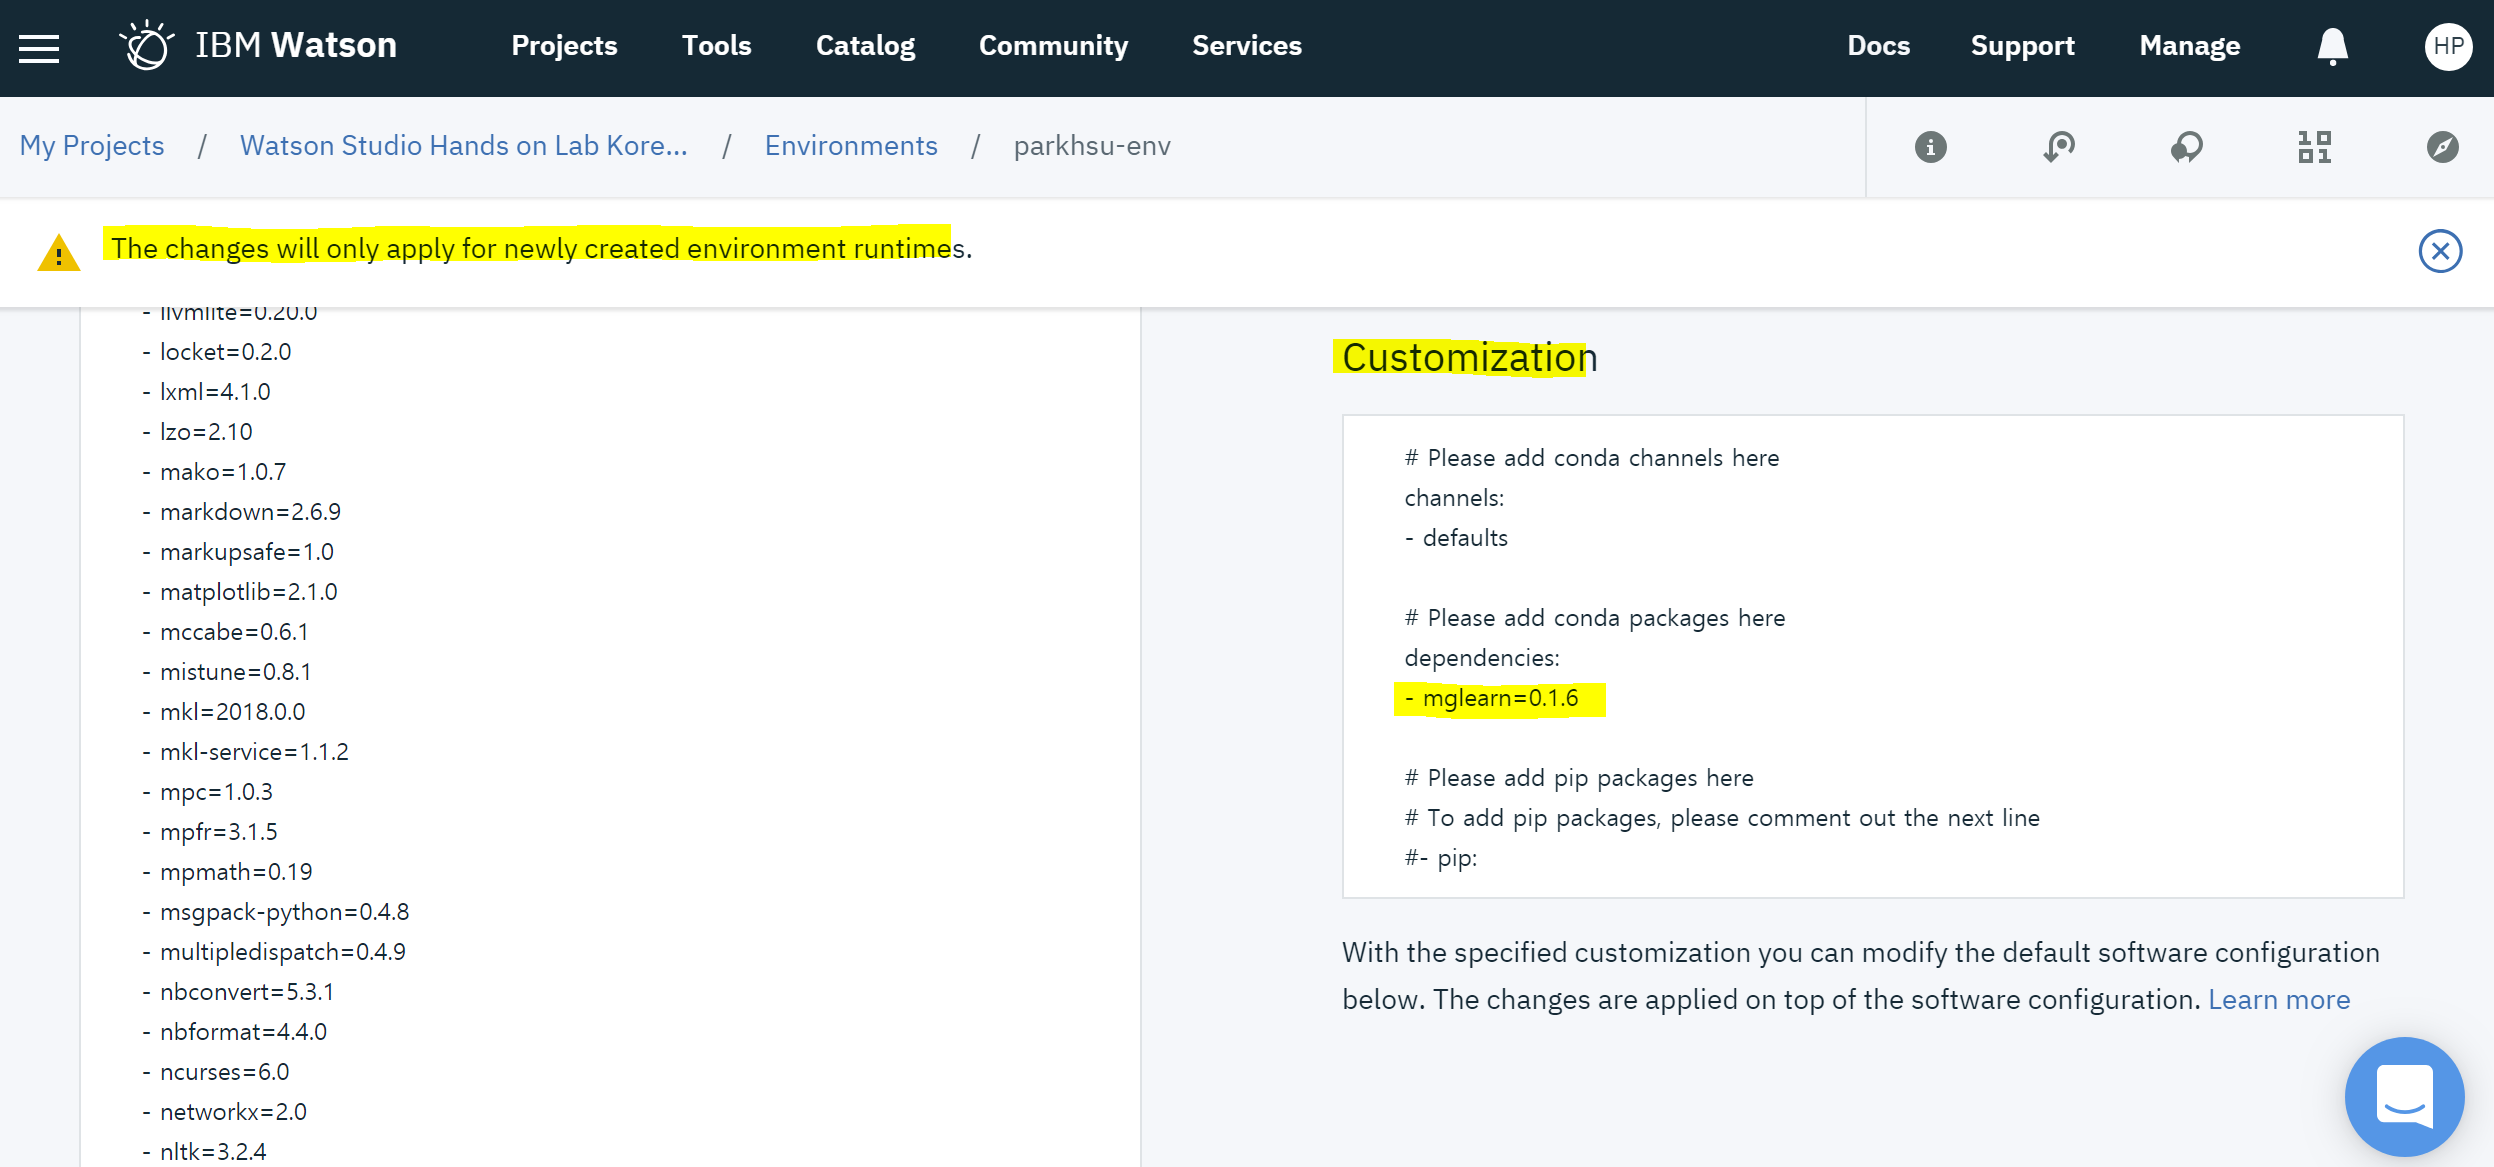 IBM Watson Projects Tools Catalog Community Services Docs Support Manage HP
My Projects / Watson Studio Hands on Lab Kore... / Environments / parkhsu-env
The changes will only apply for newly created environment runtimes.
- llvmlite=0.20.0
- locket=0.2.0
- lxml=4.1.0
- lzo=2.10
- mako=1.0.7
- markdown=2.6.9
- markupsafe=1.0
- matplotlib=2.1.0
- mccabe=0.6.1
- mistune=0.8.1
- mkl=2018.0.0
- mkl-service=1.1.2
- mpc=1.0.3
- mpfr=3.1.5
- mpmath=0.19
- msgpack-python=0.4.8
- multipledispatch=0.4.9
- nbconvert=5.3.1
- nbformat=4.4.0
- ncurses=6.0
- networkx=2.0
- nltk=3.2.4
Customization
# Please add conda channels here
channels:
- defaults
# Please add conda packages here
dependencies:
- mglearn=0.1.6
# Please add pip packages here
# To add pip packages, please comment out the next line
#- pip:
With the specified customization you can modify the default software configuration
below. The changes are applied on top of the software configuration. Learn more